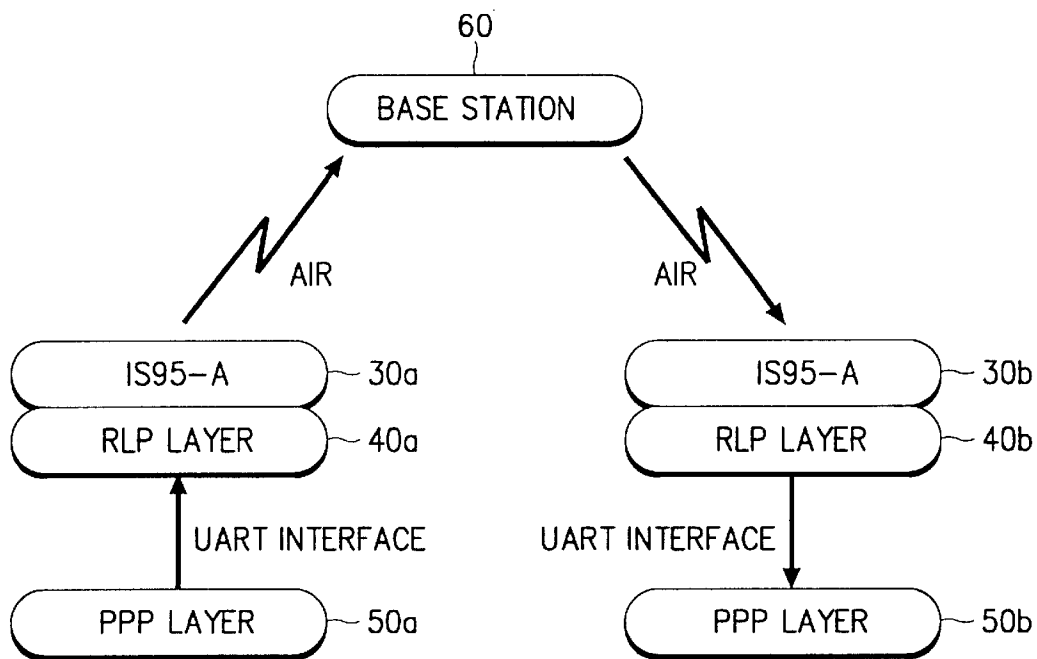 60
BASE STATION
AIR
AIR
IS95-A
30a
IS95-A
30b
RLP LAYER
40a
RLP LAYER
40b
UART INTERFACE
UART INTERFACE
PPP LAYER
50a
PPP LAYER
50b